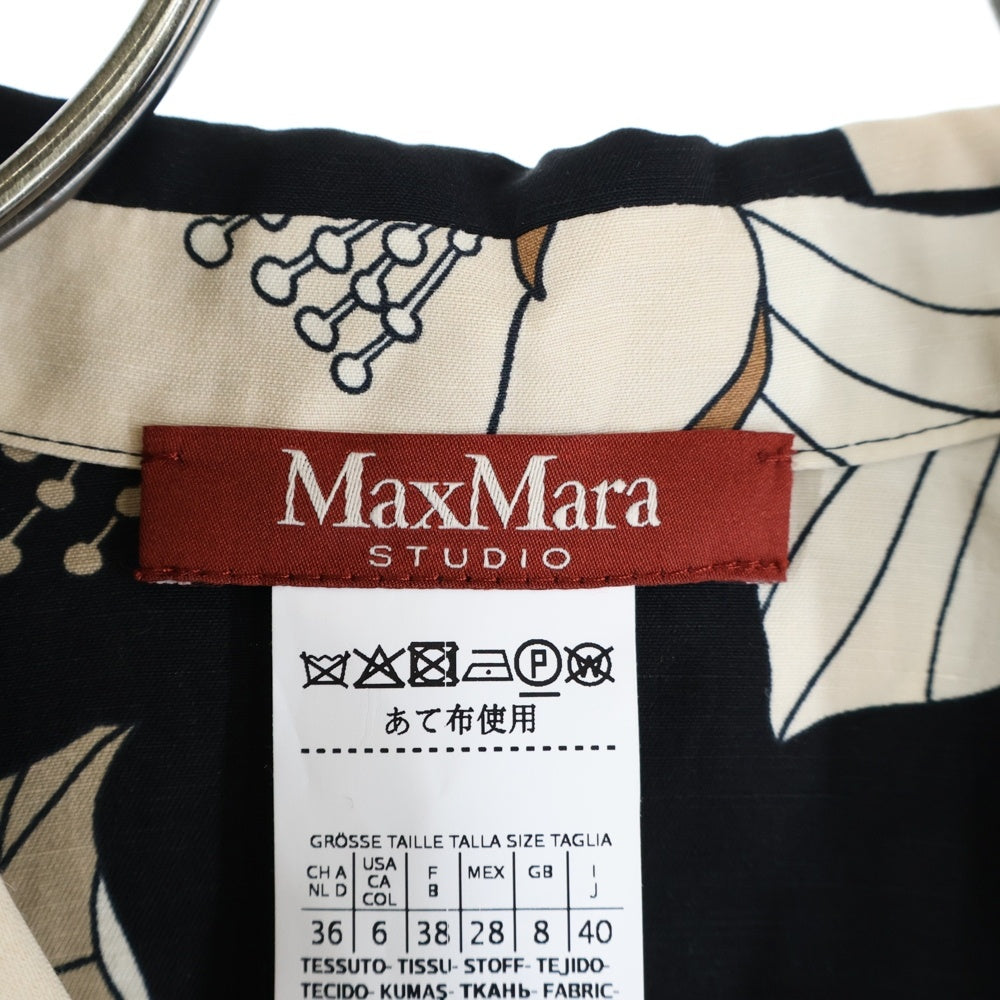 MaxMara
STUDIO
P W
あて布使用
GRÖSSE TAILLE TALLA SIZE TAGLIA
CH A NL D USA CA COL F B MEX GB I J
36 6 38 28 8 40
TESSUTO- TISSU- STOFF- TEJIDO-
TECIDO- KUMAŞ- ТКАНЬ- FABRIC-